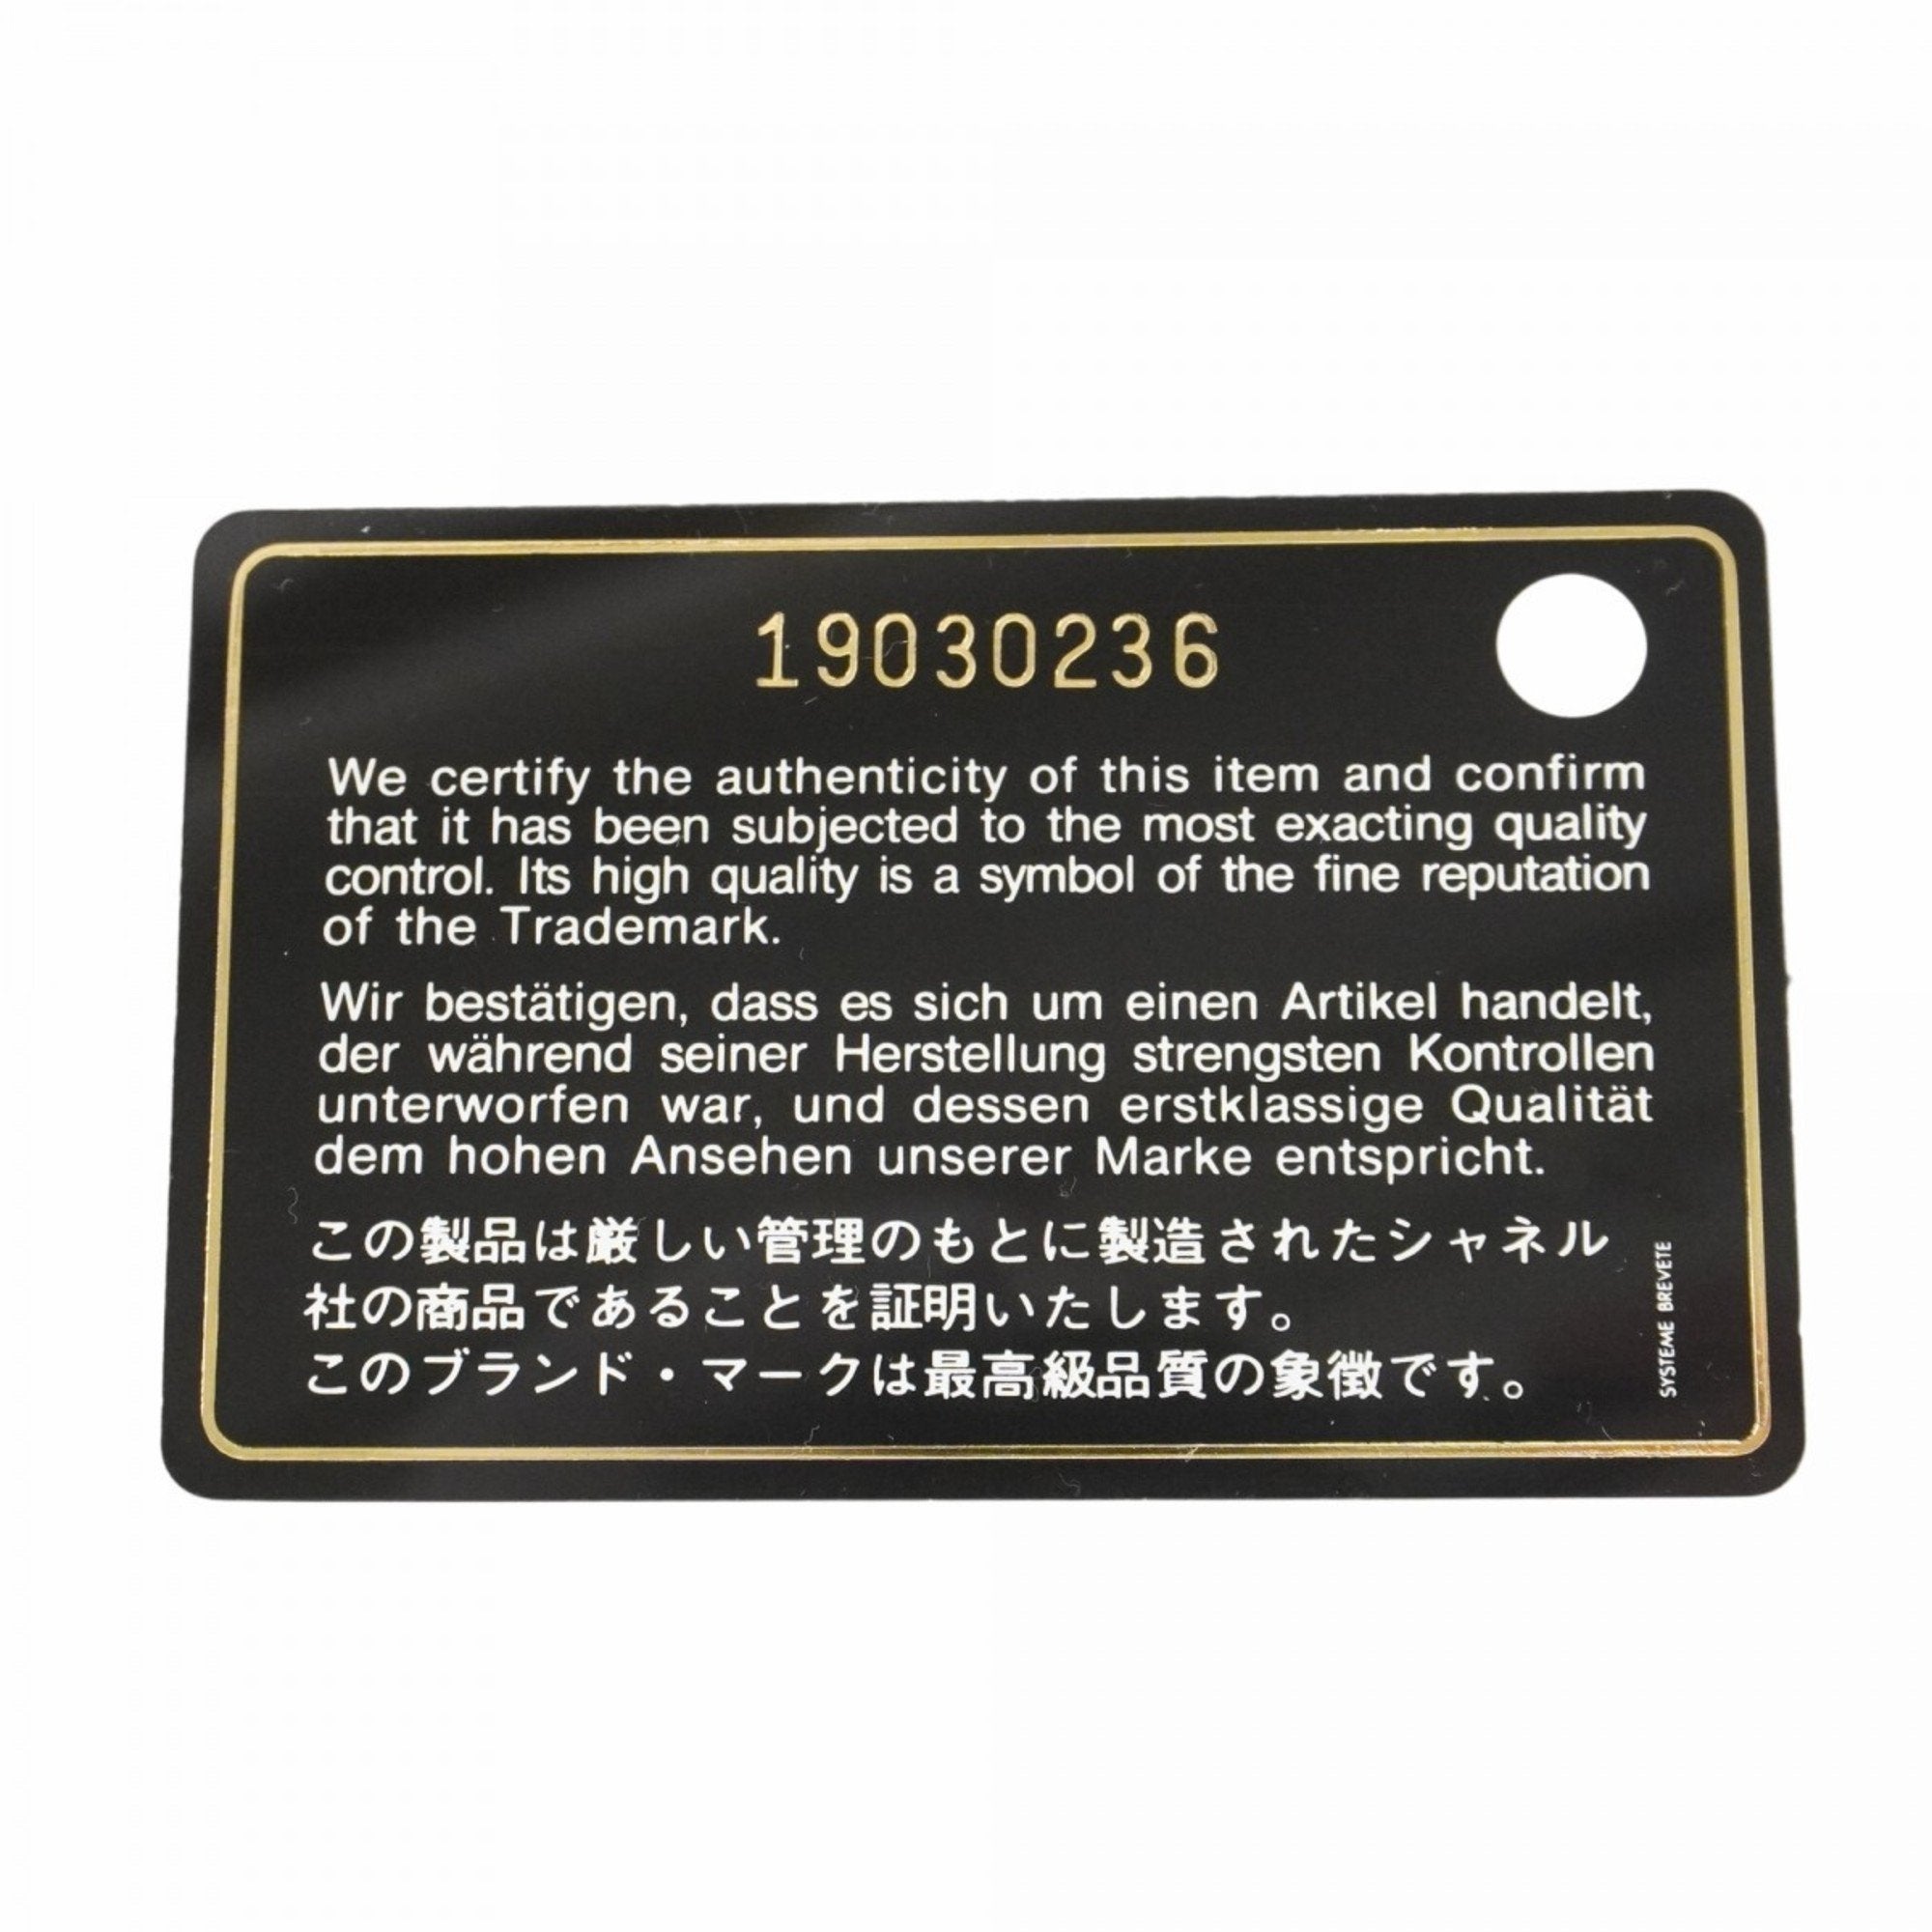 19030236
We certify the authenticity of this item and confirm
that it has been subjected to the most exacting quality
control. Its high quality is a symbol of the fine reputation
of the Trademark.
Wir bestätigen, dass es sich um einen Artikel handelt,
der während seiner Herstellung strengsten Kontrollen
unterworfen war, und dessen erstklassige Qualität
dem hohen Ansehen unserer Marke entspricht.
この製品は厳しい管理のもとに製造されたシャネル
社の商品であることを証明いたします。
このブランド・マークは最高級品質の象徴です。
SYSTEME BREVETE